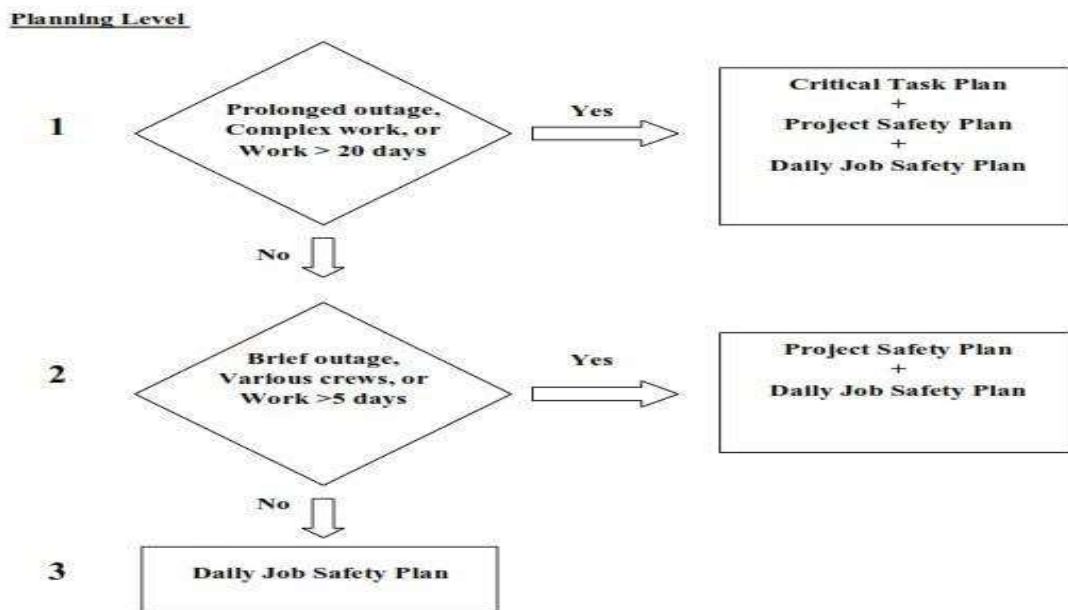 Planning Level
1
Prolonged outage,
Complex work, or
Work > 20 days
Yes
Critical Task Plan
+
Project Safety Plan
+
Daily Job Safety Plan
No
2
Brief outage,
Various crews, or
Work >5 days
Yes
Project Safety Plan
+
Daily Job Safety Plan
No
3
Daily Job Safety Plan